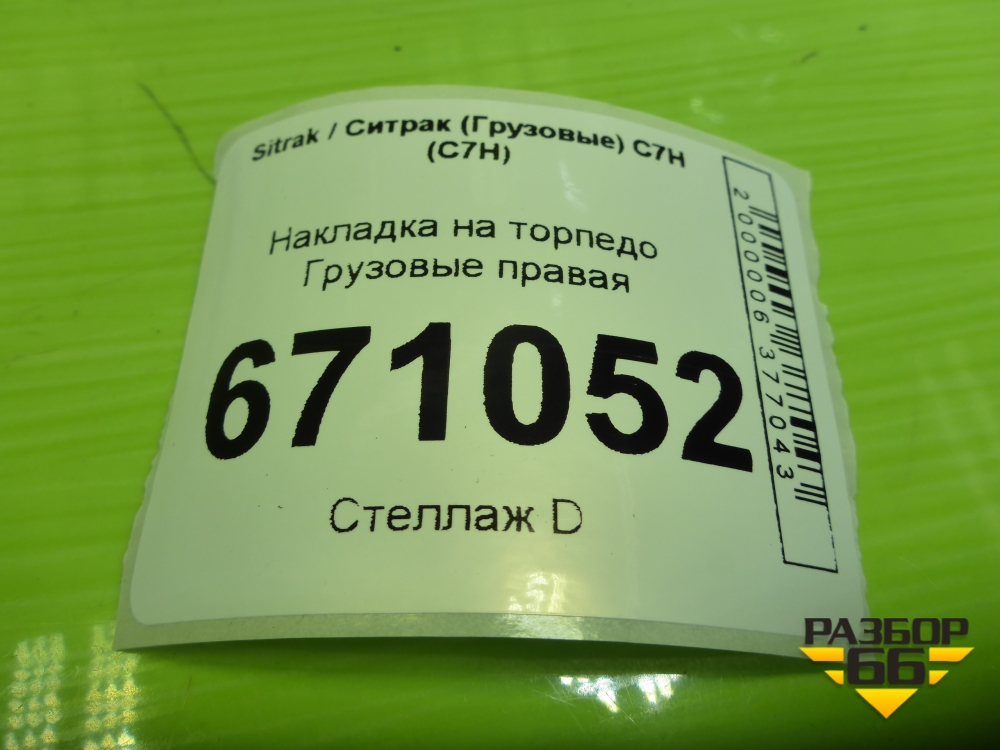 Sitrak / Ситрак (Грузовые) C7H
(C7H)
Накладка на торпедо
Грузовые правая
671052
Стеллаж D
2000006377043
РАЗБОР
66